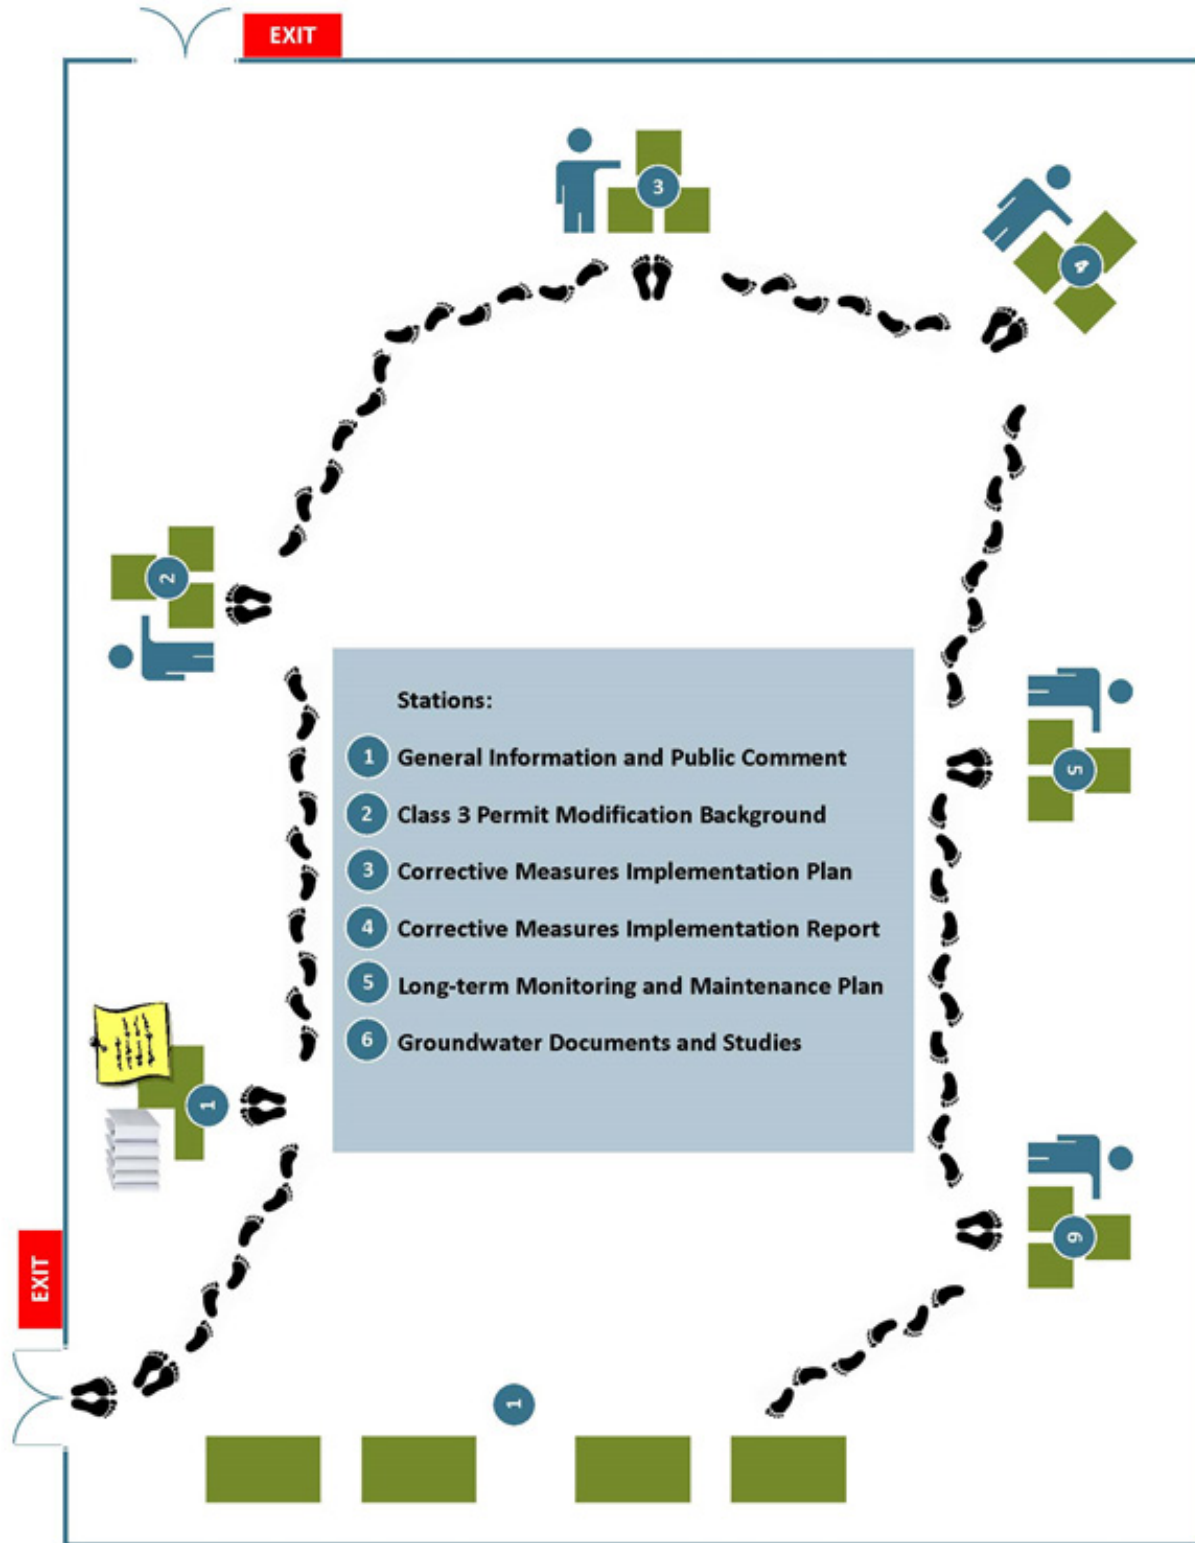 EXIT
3
4
2
Stations:
1 General Information and Public Comment
2 Class 3 Permit Modification Background
3 Corrective Measures Implementation Plan
4 Corrective Measures Implementation Report
5 Long-term Monitoring and Maintenance Plan
6 Groundwater Documents and Studies
5
1
6
EXIT
1